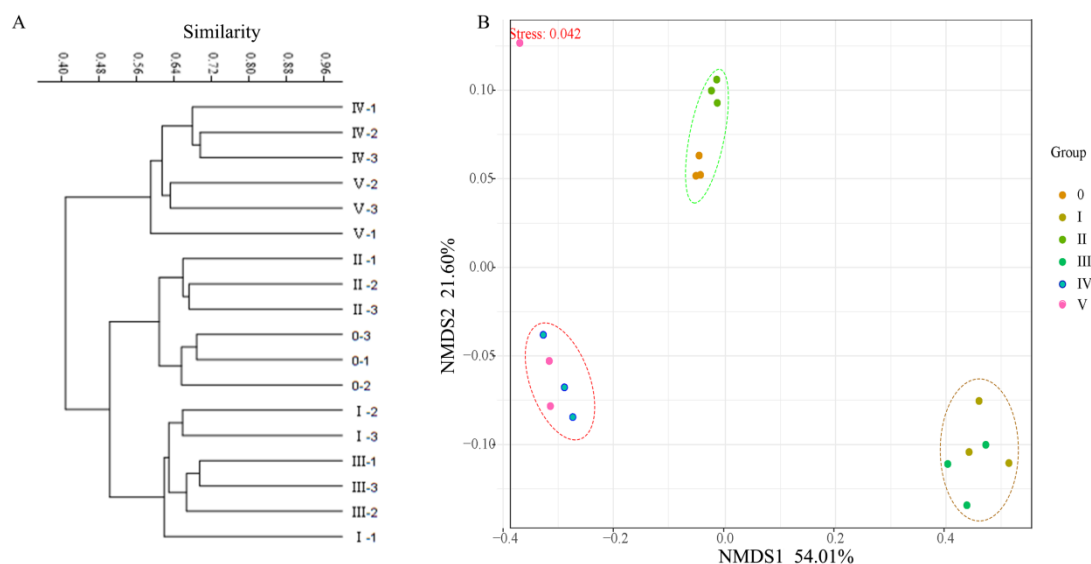 A
Similarity
0.40 0.48 0.56 0.64 0.72 0.80 0.88 0.96
Ⅳ-1
Ⅳ-2
Ⅳ-3
Ⅴ-2
Ⅴ-3
Ⅴ-1
Ⅱ-1
Ⅱ-2
Ⅱ-3
0-3
0-1
0-2
Ⅰ-2
Ⅰ-3
Ⅲ-1
Ⅲ-3
Ⅲ-2
Ⅰ-1
B
Stress: 0.042
0.10
0.05
0.00
−0.05
−0.10
NMDS2 21.60%
−0.4 −0.2 0.0 0.2 0.4
NMDS1 54.01%
Group
0
I
II
III
IV
V